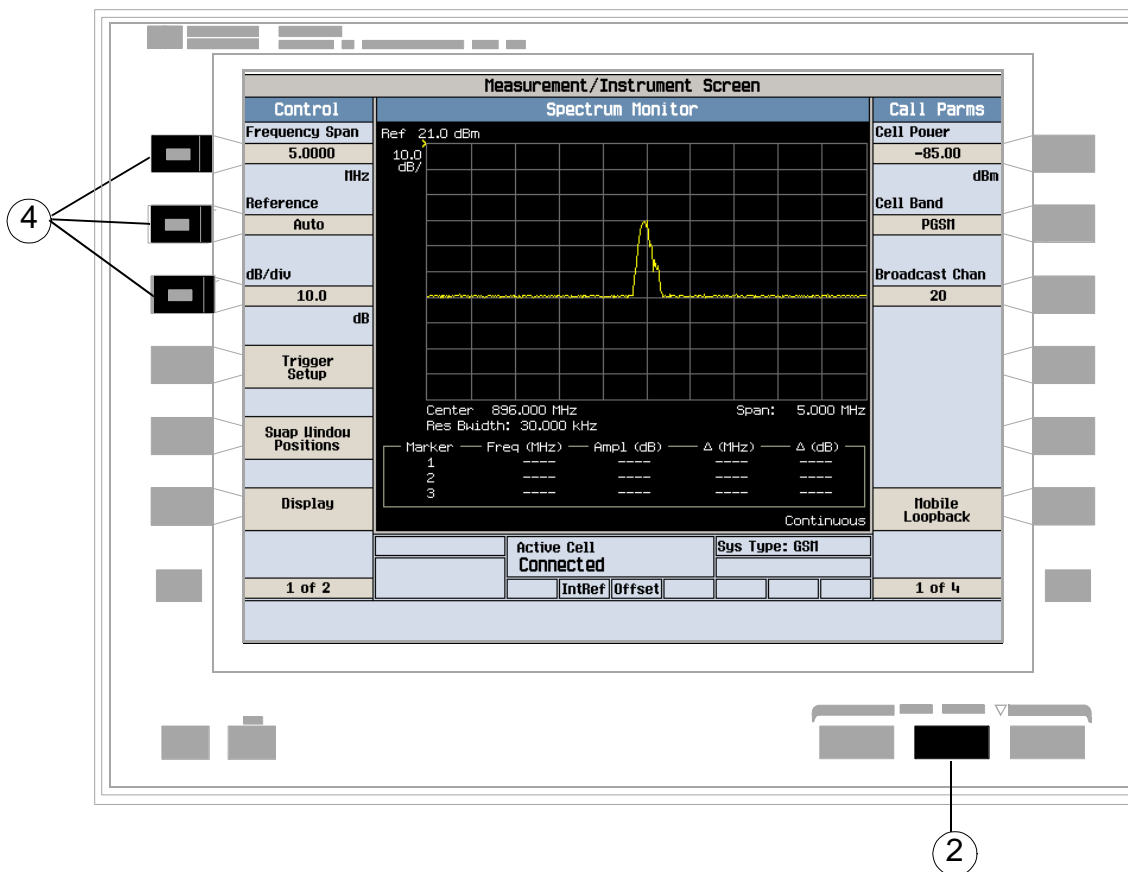 Measurement/Instrument Screen
Control
Spectrum Monitor
Call Parms
Frequency Span
5.0000
MHz
Reference
Auto
dB/div
10.0
dB
Trigger
Setup
Swap Window
Positions
Display
1 of 2
Ref 21.0 dBm
10.0
dB/
Center 896.000 MHz Span: 5.000 MHz
Res Bwidth: 30.000 kHz
Marker Freq (MHz) Ampl (dB) Δ (MHz) Δ (dB)
1 ---- ---- ---- ----
2 ---- ---- ---- ----
3 ---- ---- ---- ----
Continuous
Active Cell
Connected
Sys Type: GSM
IntRef Offset
Cell Power
-85.00
dBm
Cell Band
PGSM
Broadcast Chan
20
Mobile
Loopback
1 of 4
4
2